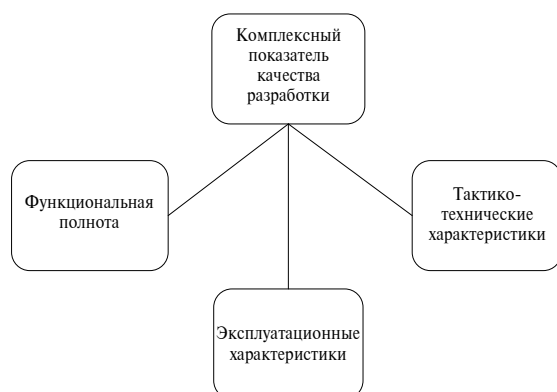 Комплексный
показатель
качества
разработки
Функциональная
полнота
Тактико-
технические
характеристики
Эксплуатационные
характеристики